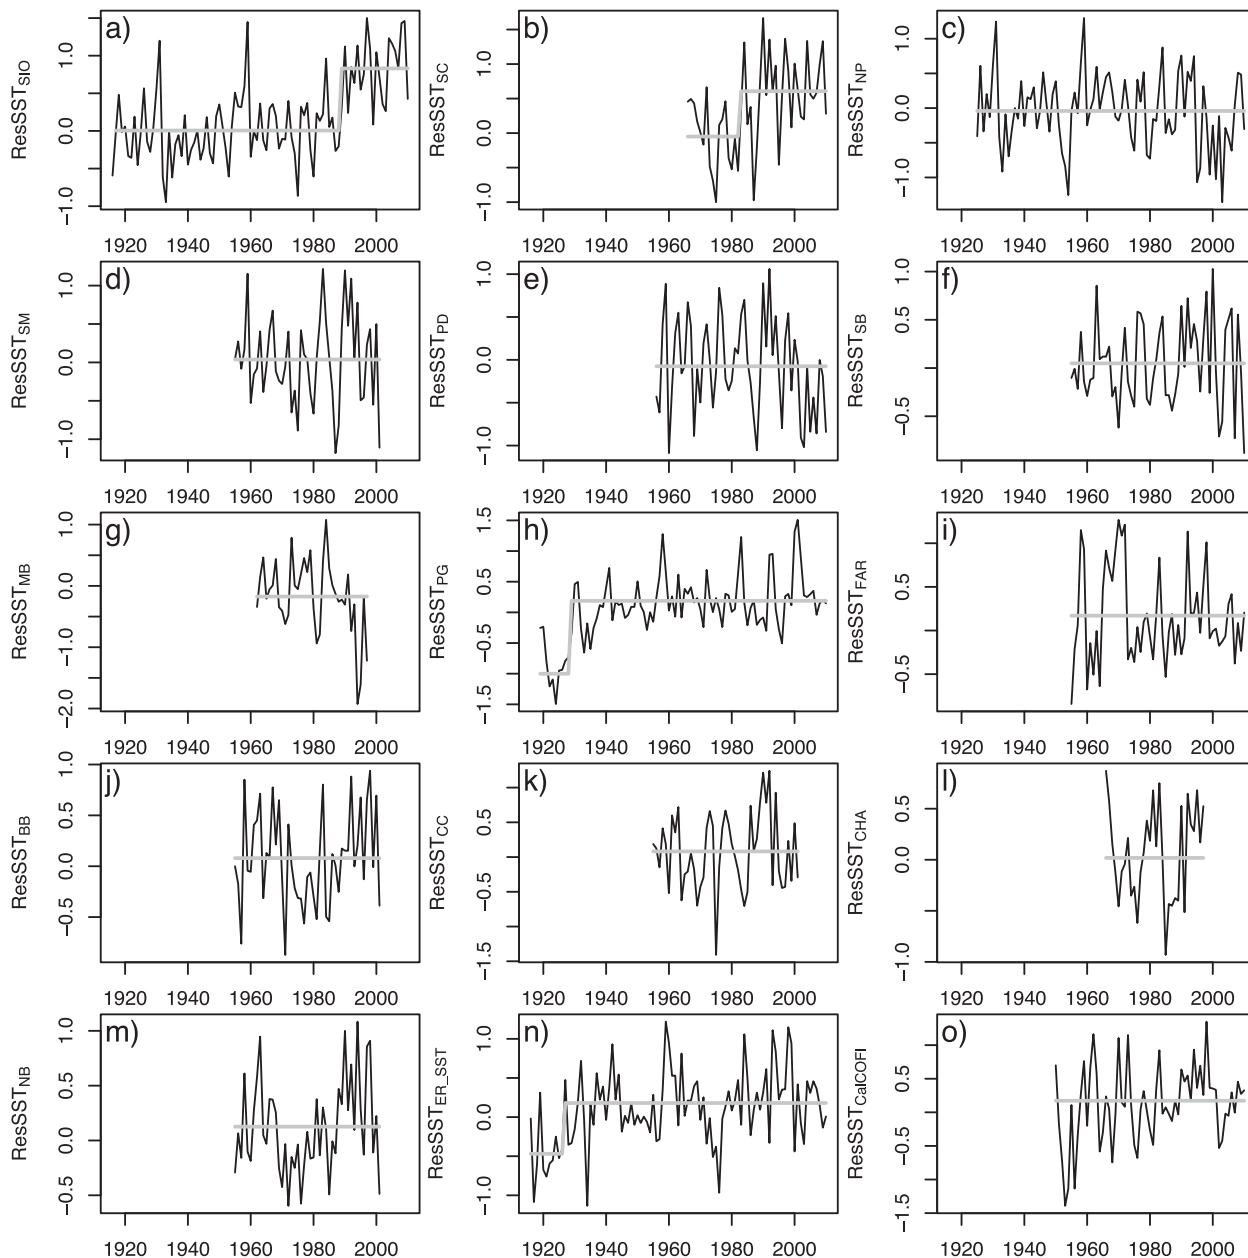 a)
ResSST_SIO
1.0
0.0
−1.0
1920 1940 1960 1980 2000
b)
ResSST_SC
1.0
0.0
−1.0
1920 1940 1960 1980 2000
c)
ResSST_NP
1.0
0.0
−1.0
1920 1940 1960 1980 2000
d)
ResSST_SM
1.0
0.0
−1.0
1920 1940 1960 1980 2000
e)
ResSST_PD
1.0
0.0
−1.0
1920 1940 1960 1980 2000
f)
ResSST_SB
1.0
0.5
−0.5
1920 1940 1960 1980 2000
g)
ResSST_MB
1.0
0.0
−1.0
−2.0
1920 1940 1960 1980 2000
h)
ResSST_PG
1.5
0.5
−0.5
−1.5
1920 1940 1960 1980 2000
i)
ResSST_FAR
0.5
−0.5
1920 1940 1960 1980 2000
j)
ResSST_BB
1.0
0.0
−0.5
1920 1940 1960 1980 2000
k)
ResSST_CC
0.5
−0.5
−1.5
1920 1940 1960 1980 2000
l)
ResSST_CHA
0.5
0.0
−1.0
1920 1940 1960 1980 2000
m)
ResSST_NB
1.0
0.5
0.0
−0.5
1920 1940 1960 1980 2000
n)
ResSST_ER_SST
1.0
0.0
−1.0
1920 1940 1960 1980 2000
o)
ResSST_CalCOFI
0.5
−0.5
−1.5
1920 1940 1960 1980 2000